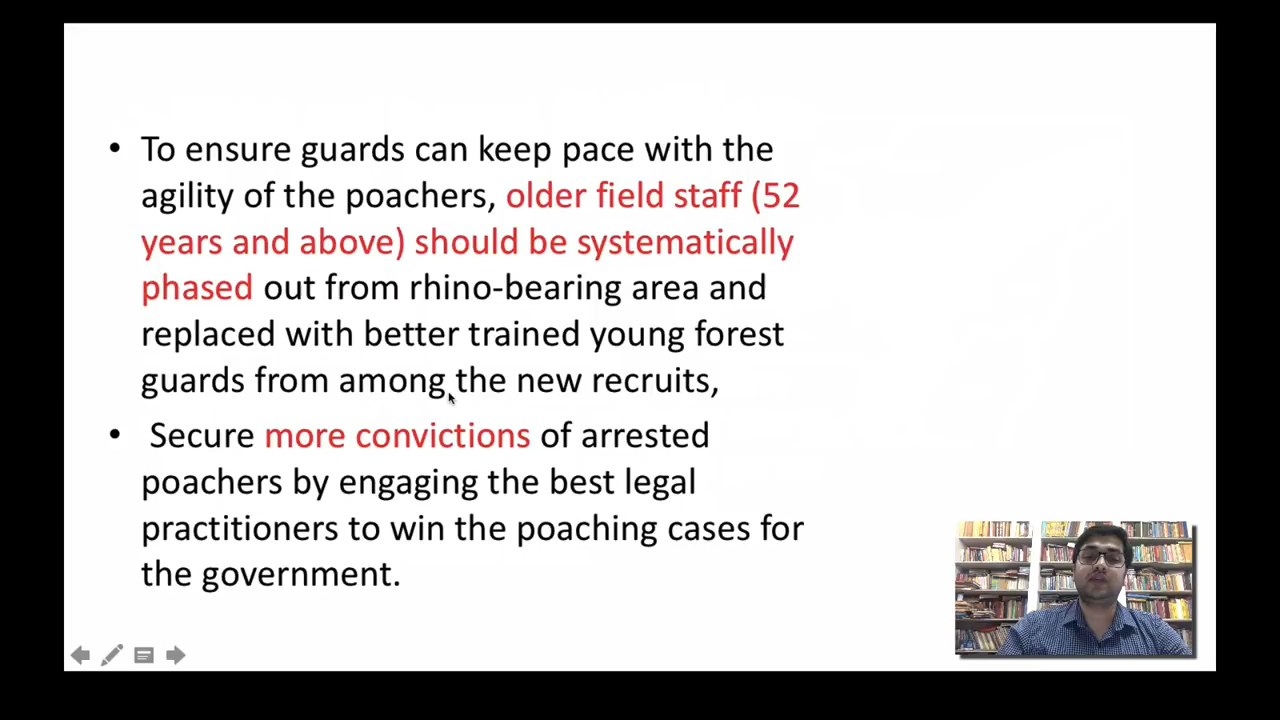 • To ensure guards can keep pace with the
agility of the poachers, older field staff (52
years and above) should be systematically
phased out from rhino-bearing area and
replaced with better trained young forest
guards from among the new recruits,
• Secure more convictions of arrested
poachers by engaging the best legal
practitioners to win the poaching cases for
the government.